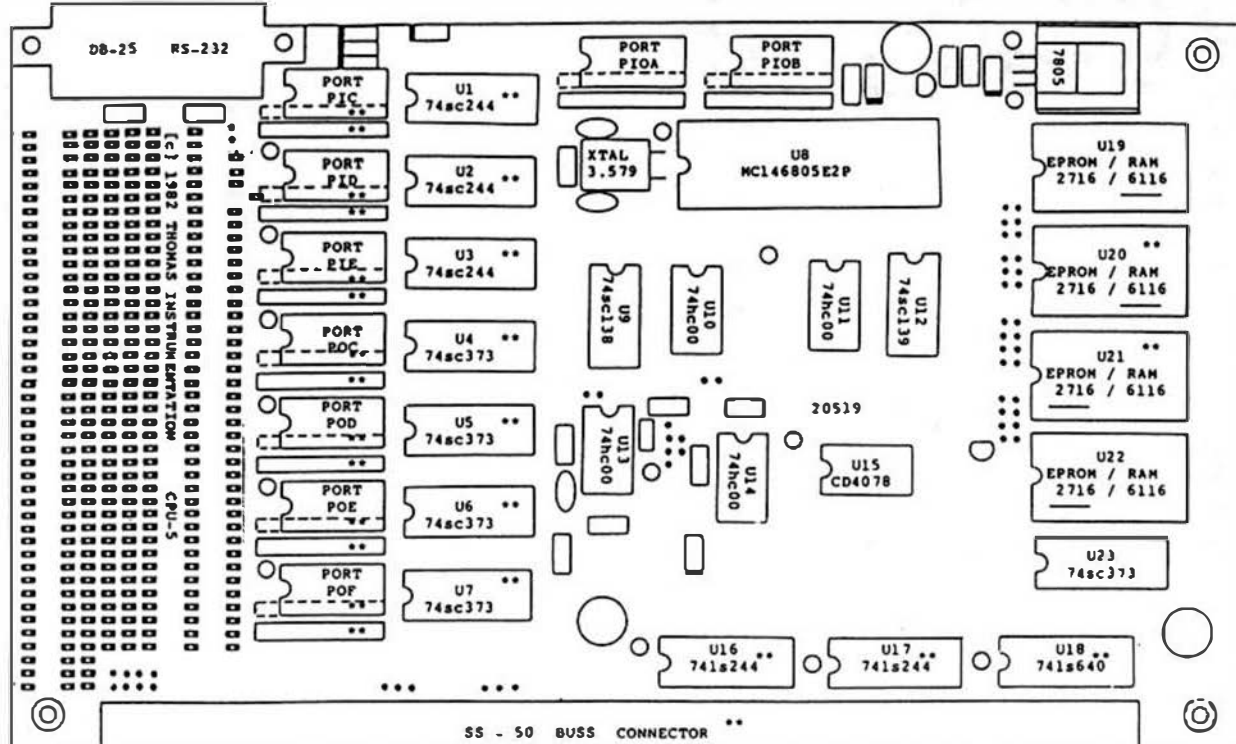 DB-25 RS-232
PORT
PIC
**
**
U1 **
74sc244
PORT
PIOA
PORT
PIOB
7805
[c] 1982 THOMAS INSTRUMENTATION CPU-5
PORT
PID
**
**
U2 **
74sc244
XTAL
3.579
U8
MC146805E2P
U19
EPROM / RAM
2716 / 6116
PORT
PIE
**
**
U3 **
74sc244
U9
74sc138
U10
74hc00
U11
74hc00
U12
74sc139
U20 **
EPROM / RAM
2716 / 6116
PORT
POC
**
**
U4 **
74sc373
U21 **
EPROM / RAM
2716 / 6116
PORT
POD
**
**
U5 **
74sc373
U13
74hc00
U14
74hc00
20519
U15
CD4078
U22
EPROM / RAM
2716 / 6116
PORT
POE
**
**
U6 **
74sc373
U23
74sc373
PORT
POF
**
**
U7 **
74sc373
U16 **
74ls244
U17 **
74ls244
U18 **
74ls640
SS - 50 BUSS CONNECTOR **